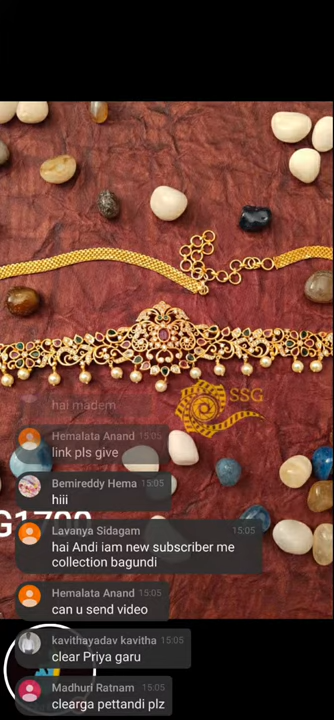 SSG
hai madem
Hemalata Anand 15:05
link pls give
Bemireddy Hema 15:05
hiii
Lavanya Sidagam 15:05
hai Andi iam new subscriber me
collection bagundi
Hemalata Anand 15:05
can u send video
kavithayadav kavitha 15:05
clear Priya garu
Madhuri Ratnam 15:05
clearga pettandi plz